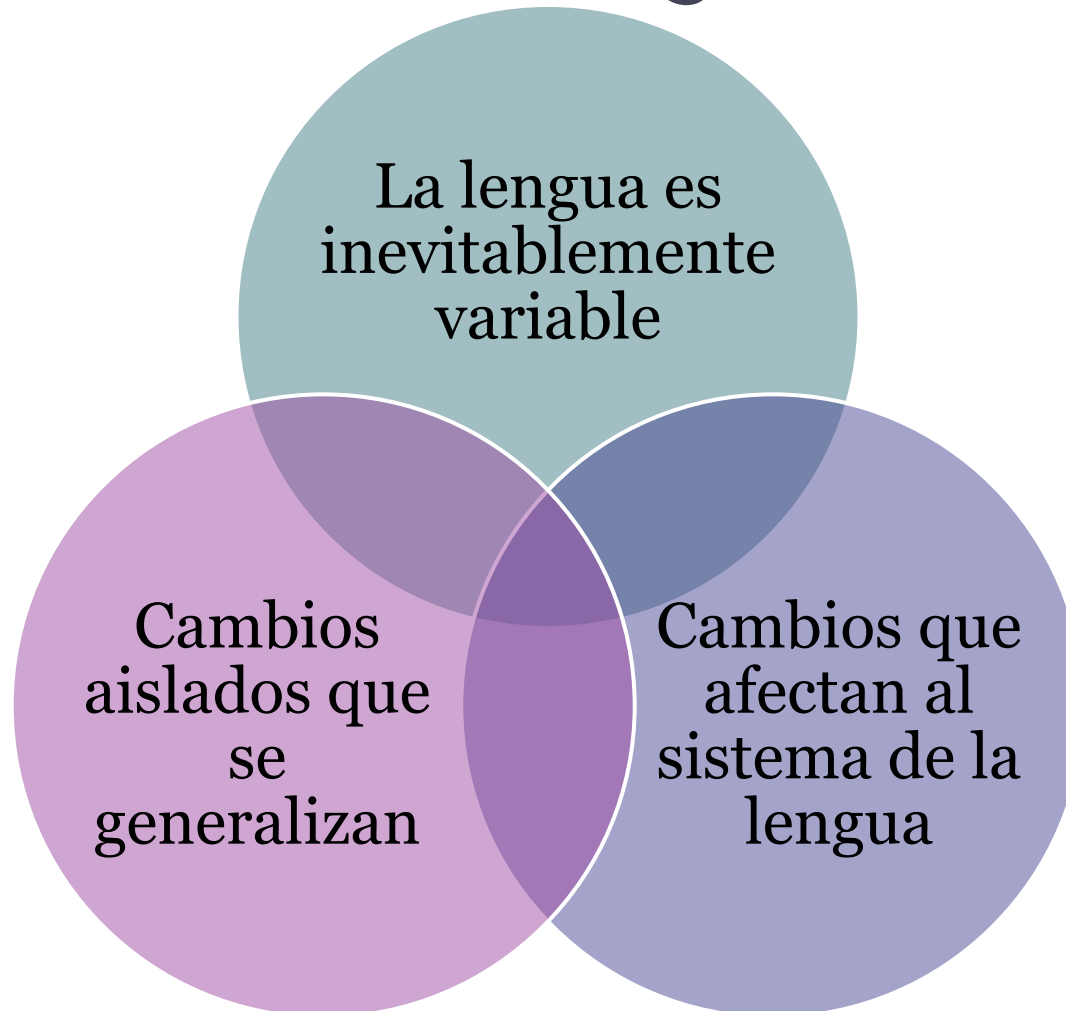 La lengua es
inevitablemente
variable
Cambios
aislados que
se
generalizan
Cambios que
afectan al
sistema de la
lengua